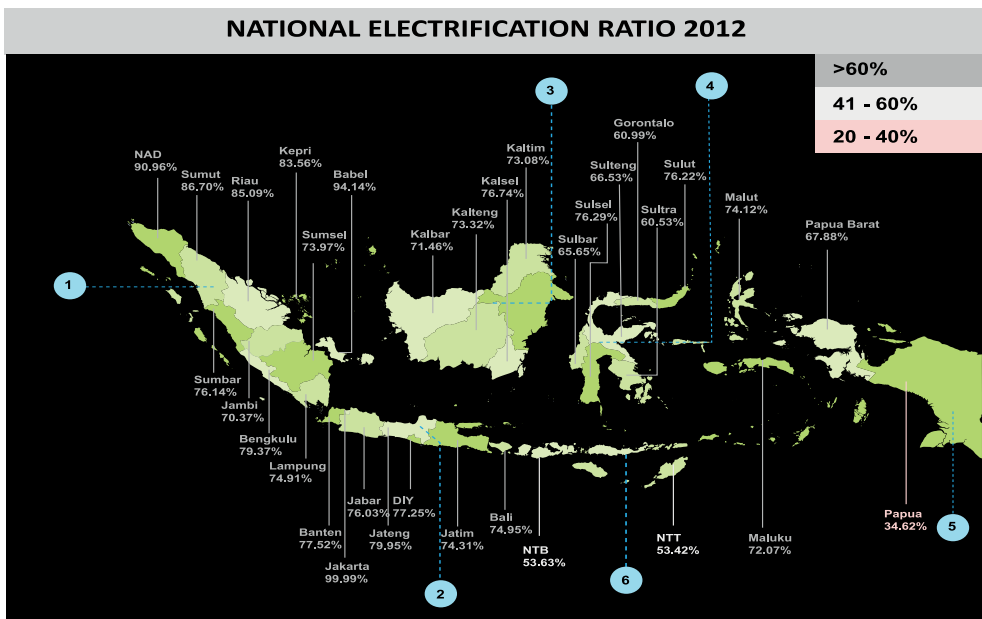 NATIONAL ELECTRIFICATION RATIO 2012
>60%
41 - 60%
20 - 40%
3
4
1
NAD
90.96%
Sumut
86.70%
Riau
85.09%
Kepri
83.56%
Babel
94.14%
Sumsel
73.97%
Kalbar
71.46%
Kalteng
73.32%
Kalsel
76.74%
Kaltim
73.08%
Sulbar
65.65%
Sulsel
76.29%
Sulteng
66.53%
Gorontalo
60.99%
Sultra
60.53%
Sulut
76.22%
Malut
74.12%
Papua Barat
67.88%
Sumbar
76.14%
Jambi
70.37%
Bengkulu
79.37%
Lampung
74.91%
Banten
77.52%
Jakarta
99.99%
Jabar
76.03%
Jateng
79.95%
DIY
77.25%
Jatim
74.31%
Bali
74.95%
NTB
53.63%
NTT
53.42%
Maluku
72.07%
Papua
34.62%
5
2
6